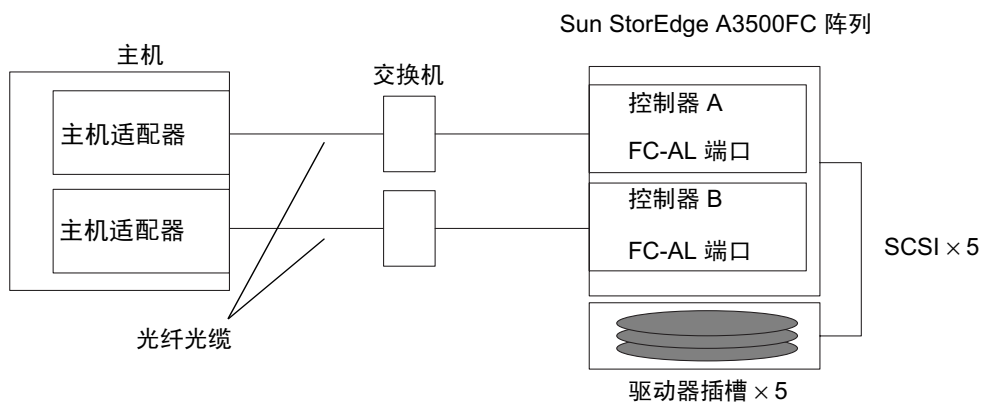 Sun StorEdge A3500FC 阵列
主机
交换机
主机适配器
控制器 A
FC-AL 端口
主机适配器
控制器 B
FC-AL 端口
SCSI × 5
光纤光缆
驱动器插槽 × 5